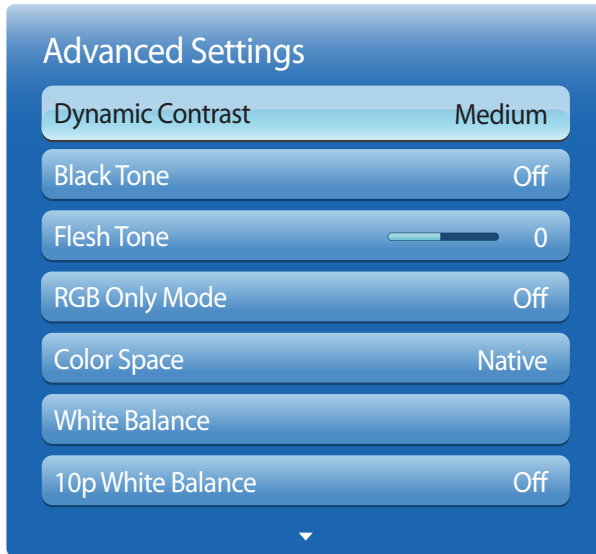 Advanced Settings
Dynamic Contrast Medium
Black Tone Off
Flesh Tone 0
RGB Only Mode Off
Color Space Native
White Balance
10p White Balance Off